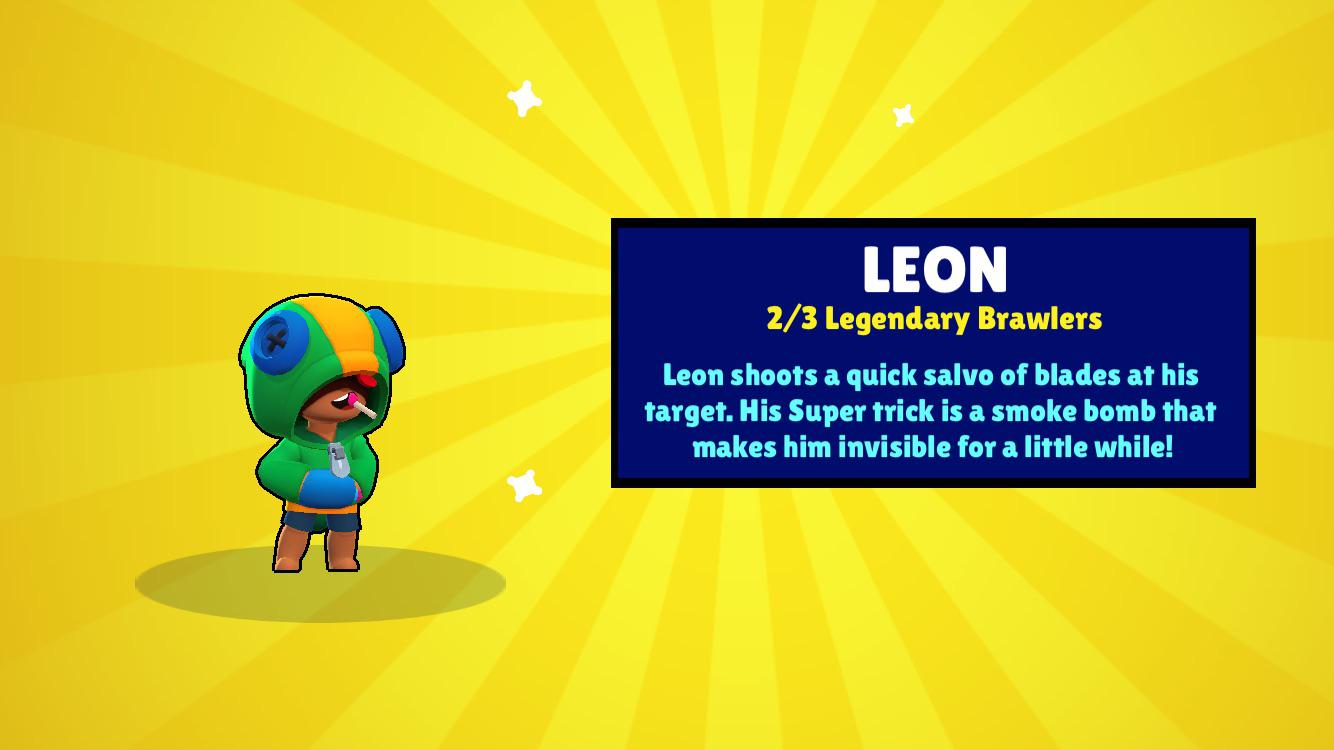 LEON
2/3 Legendary Brawlers
Leon shoots a quick salvo of blades at his
target. His Super trick is a smoke bomb that
makes him invisible for a little while!